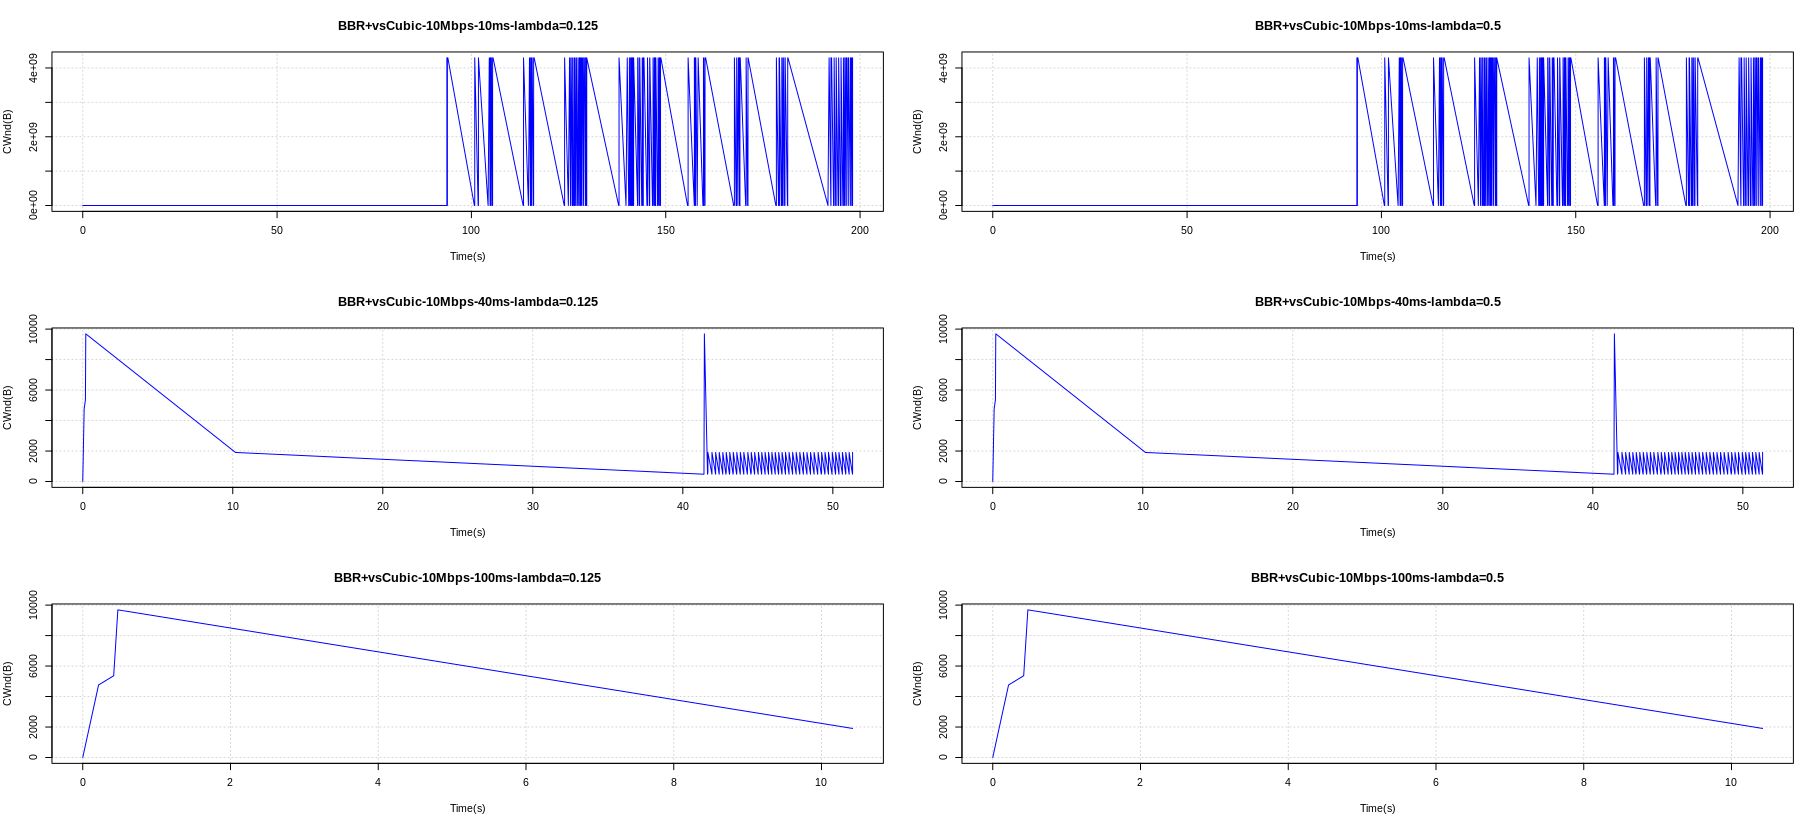 BBR+vsCubic-10Mbps-10ms-lambda=0.125
CWnd(B)
4e+09
2e+09
0e+00
0 50 100 150 200
Time(s)
BBR+vsCubic-10Mbps-10ms-lambda=0.5
CWnd(B)
4e+09
2e+09
0e+00
0 50 100 150 200
Time(s)
BBR+vsCubic-10Mbps-40ms-lambda=0.125
CWnd(B)
10000
6000
2000
0
0 10 20 30 40 50
Time(s)
BBR+vsCubic-10Mbps-40ms-lambda=0.5
CWnd(B)
10000
6000
2000
0
0 10 20 30 40 50
Time(s)
BBR+vsCubic-10Mbps-100ms-lambda=0.125
CWnd(B)
10000
6000
2000
0
0 2 4 6 8 10
Time(s)
BBR+vsCubic-10Mbps-100ms-lambda=0.5
CWnd(B)
10000
6000
2000
0
0 2 4 6 8 10
Time(s)